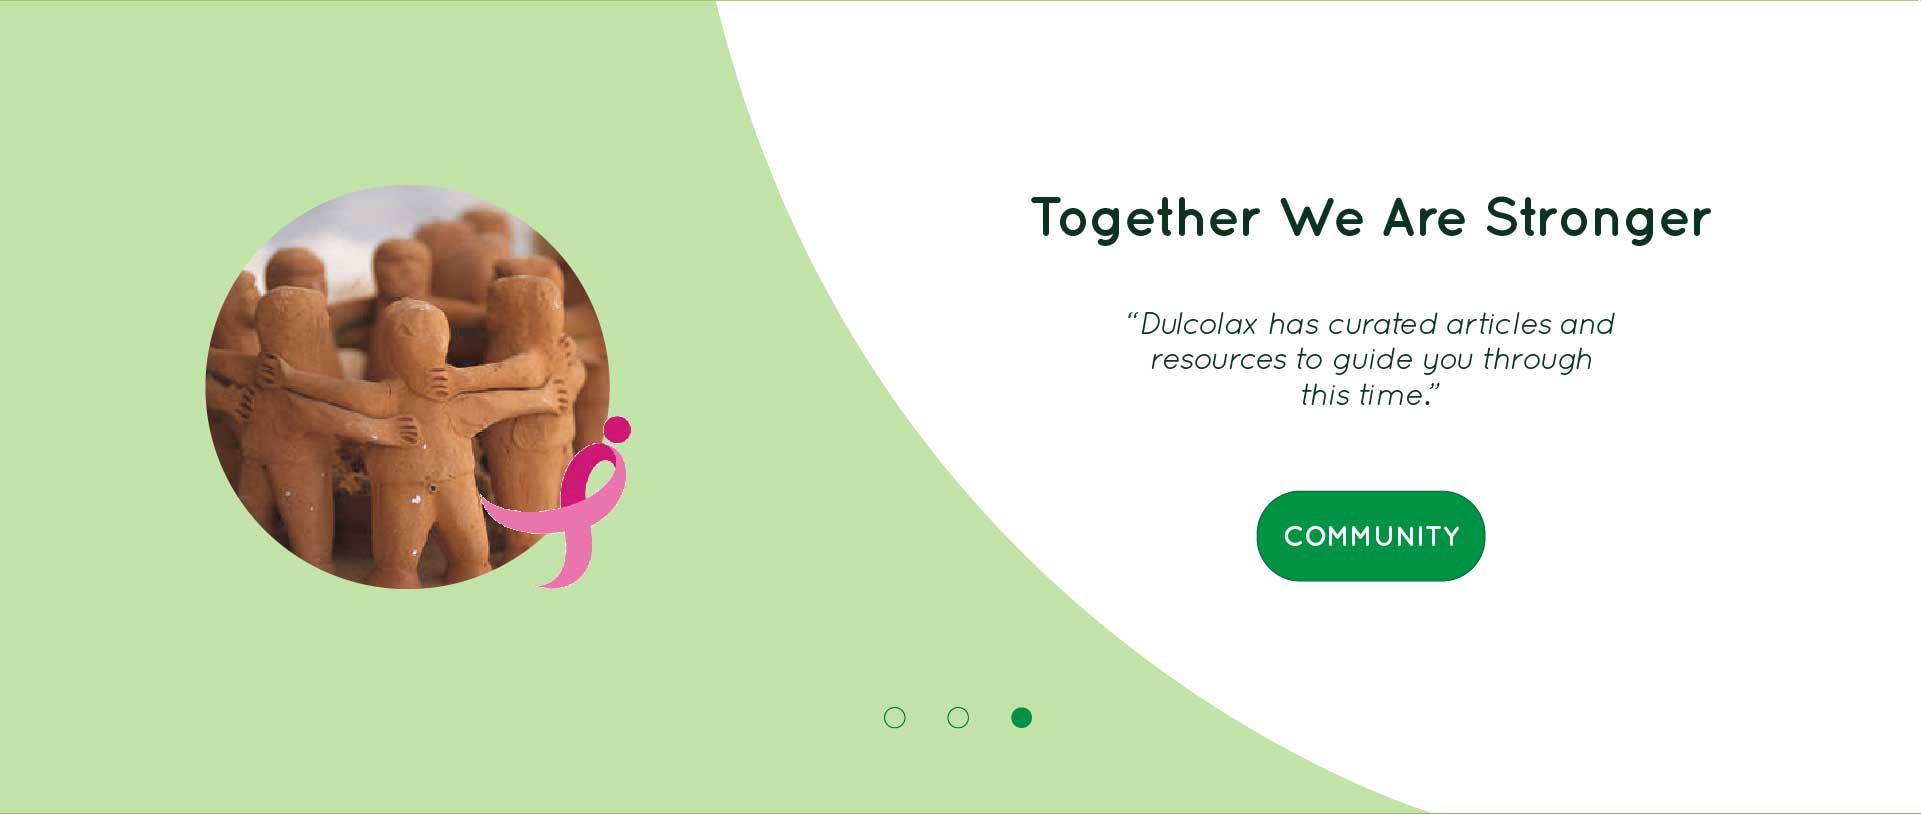 Together We Are Stronger
“Dulcolax has curated articles and
resources to guide you through
this time.”
COMMUNITY